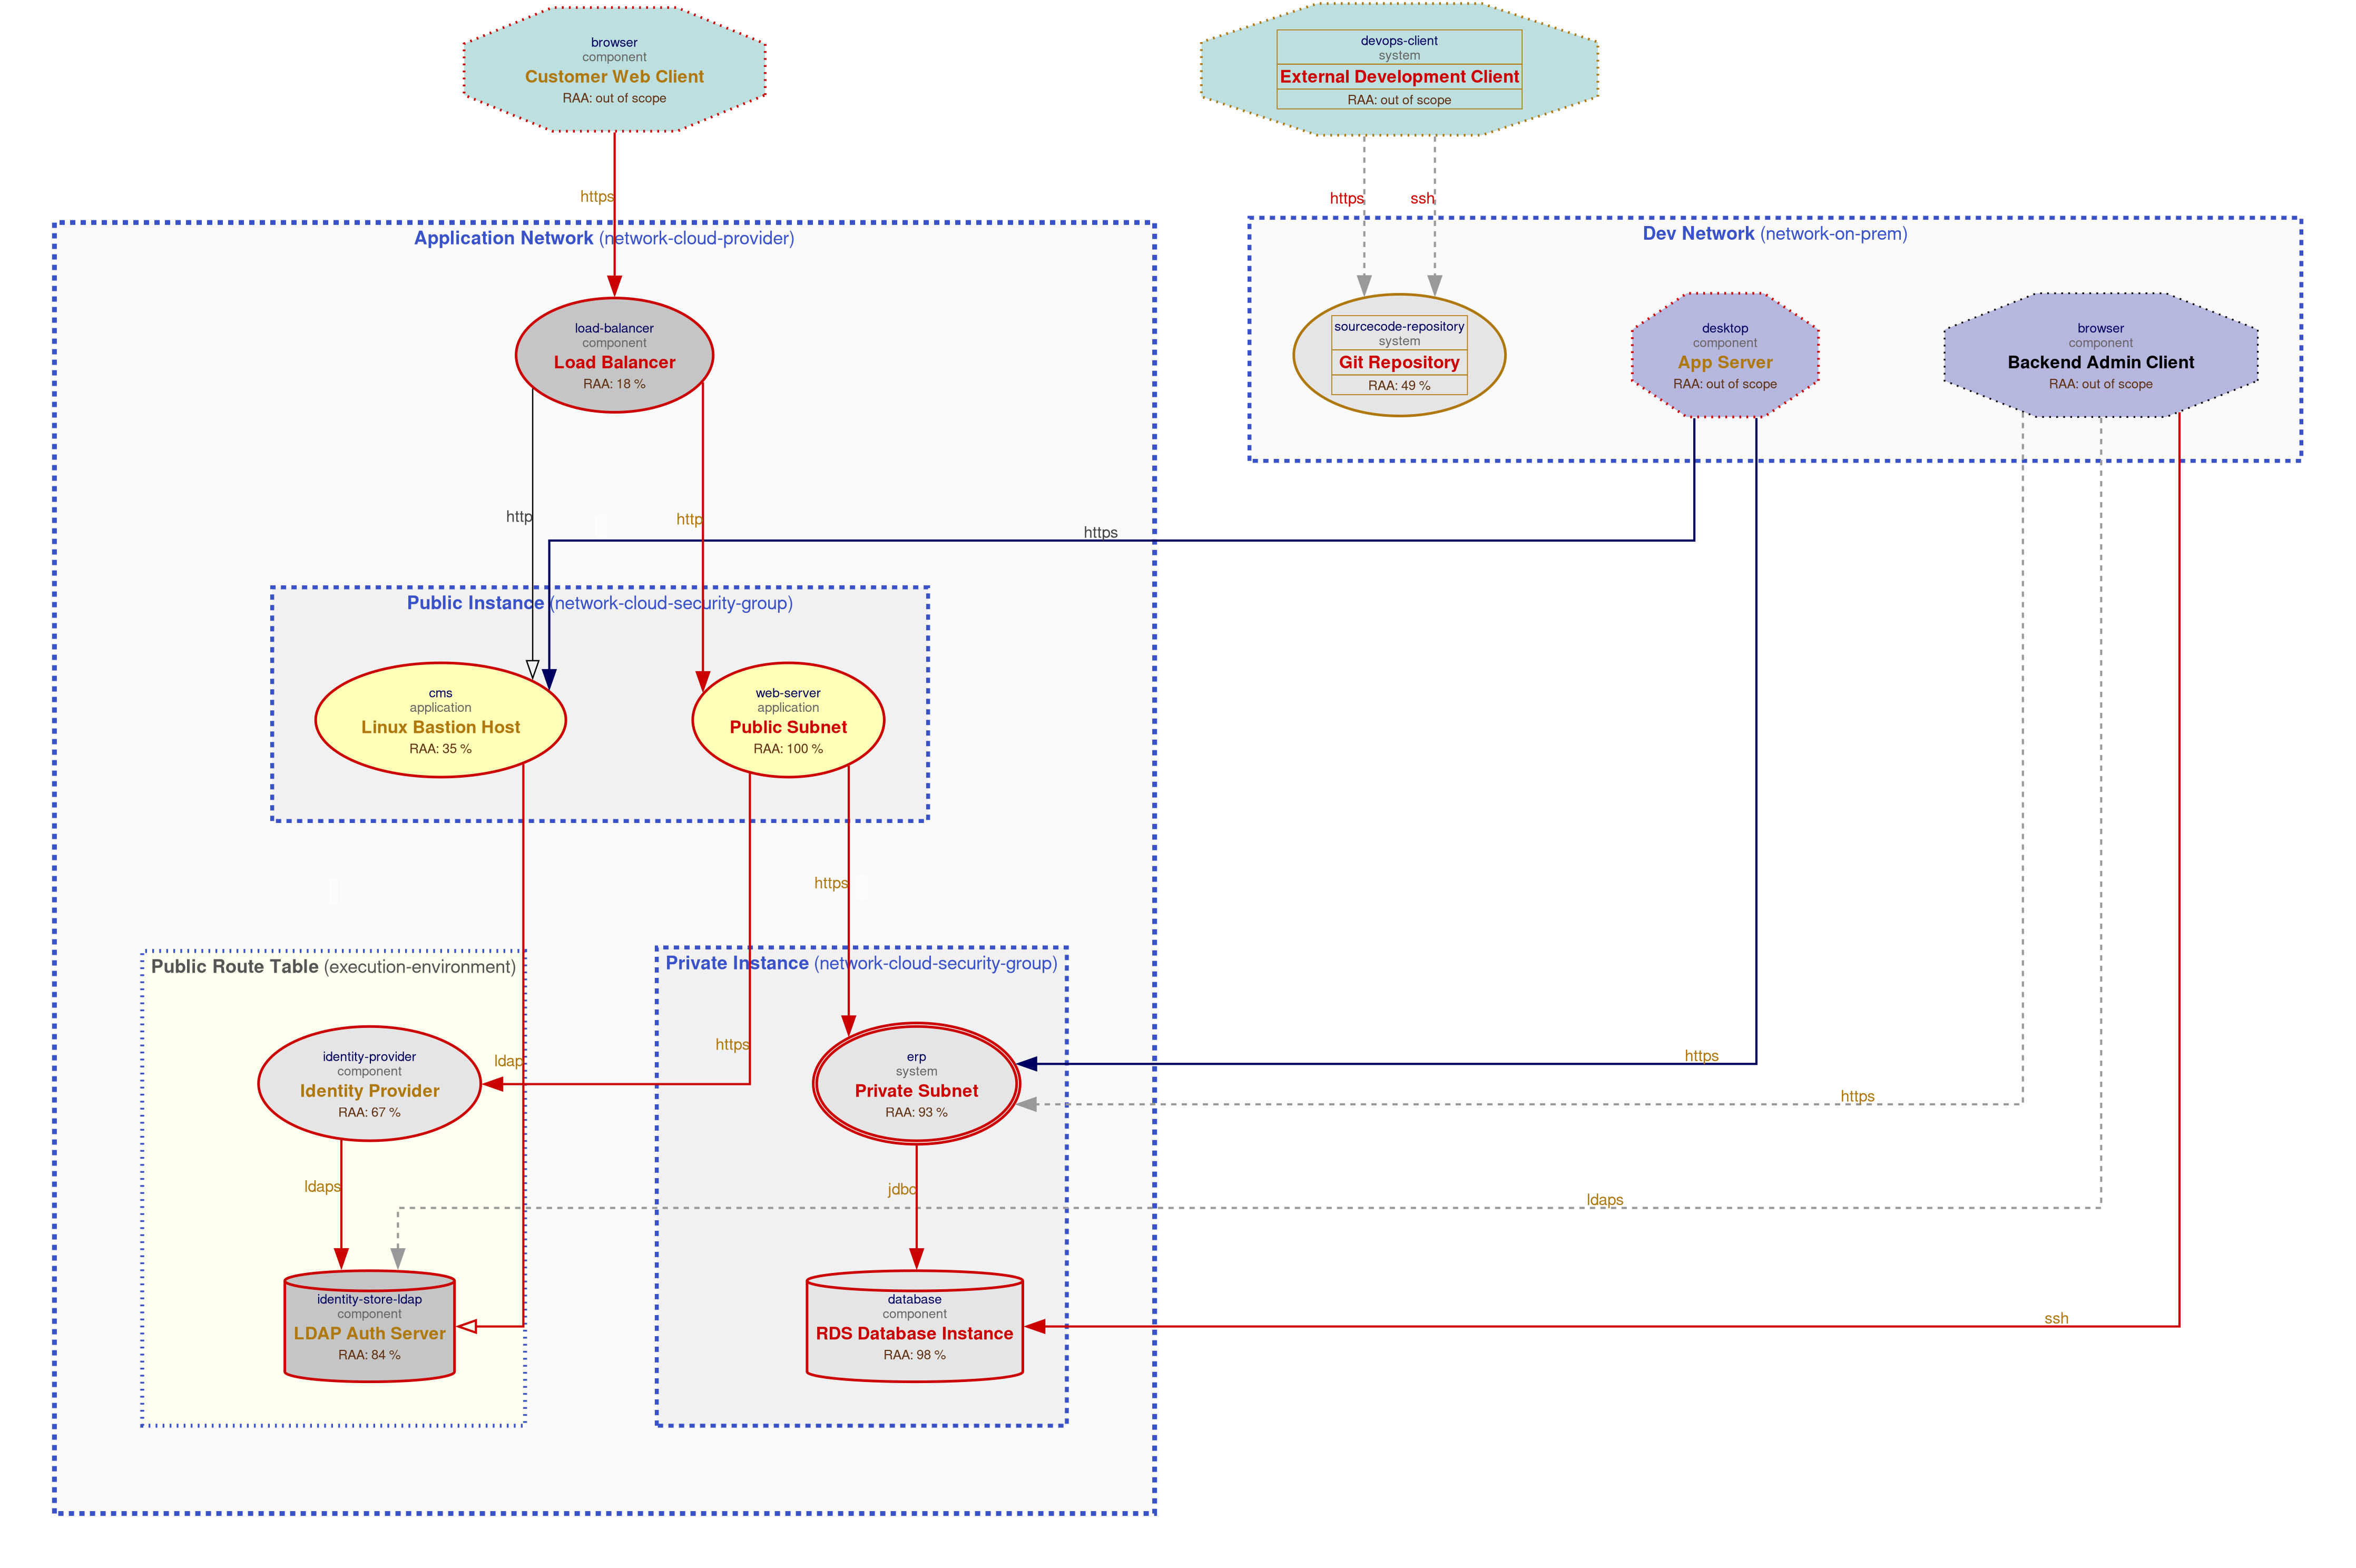 browser
component
Customer Web Client
RAA: out of scope
devops-client
system
External Development Client
RAA: out of scope
https
https
ssh
Application Network (network-cloud-provider)
Dev Network (network-on-prem)
load-balancer
component
Load Balancer
RAA: 18 %
sourcecode-repository
system
Git Repository
RAA: 49 %
desktop
component
App Server
RAA: out of scope
browser
component
Backend Admin Client
RAA: out of scope
http
http
https
Public Instance (network-cloud-security-group)
cms
application
Linux Bastion Host
RAA: 35 %
web-server
application
Public Subnet
RAA: 100 %
https
Public Route Table (execution-environment)
Private Instance (network-cloud-security-group)
identity-provider
component
Identity Provider
RAA: 67 %
ldap
https
erp
system
Private Subnet
RAA: 93 %
https
https
ldaps
jdbc
ldaps
identity-store-ldap
component
LDAP Auth Server
RAA: 84 %
database
component
RDS Database Instance
RAA: 98 %
ssh